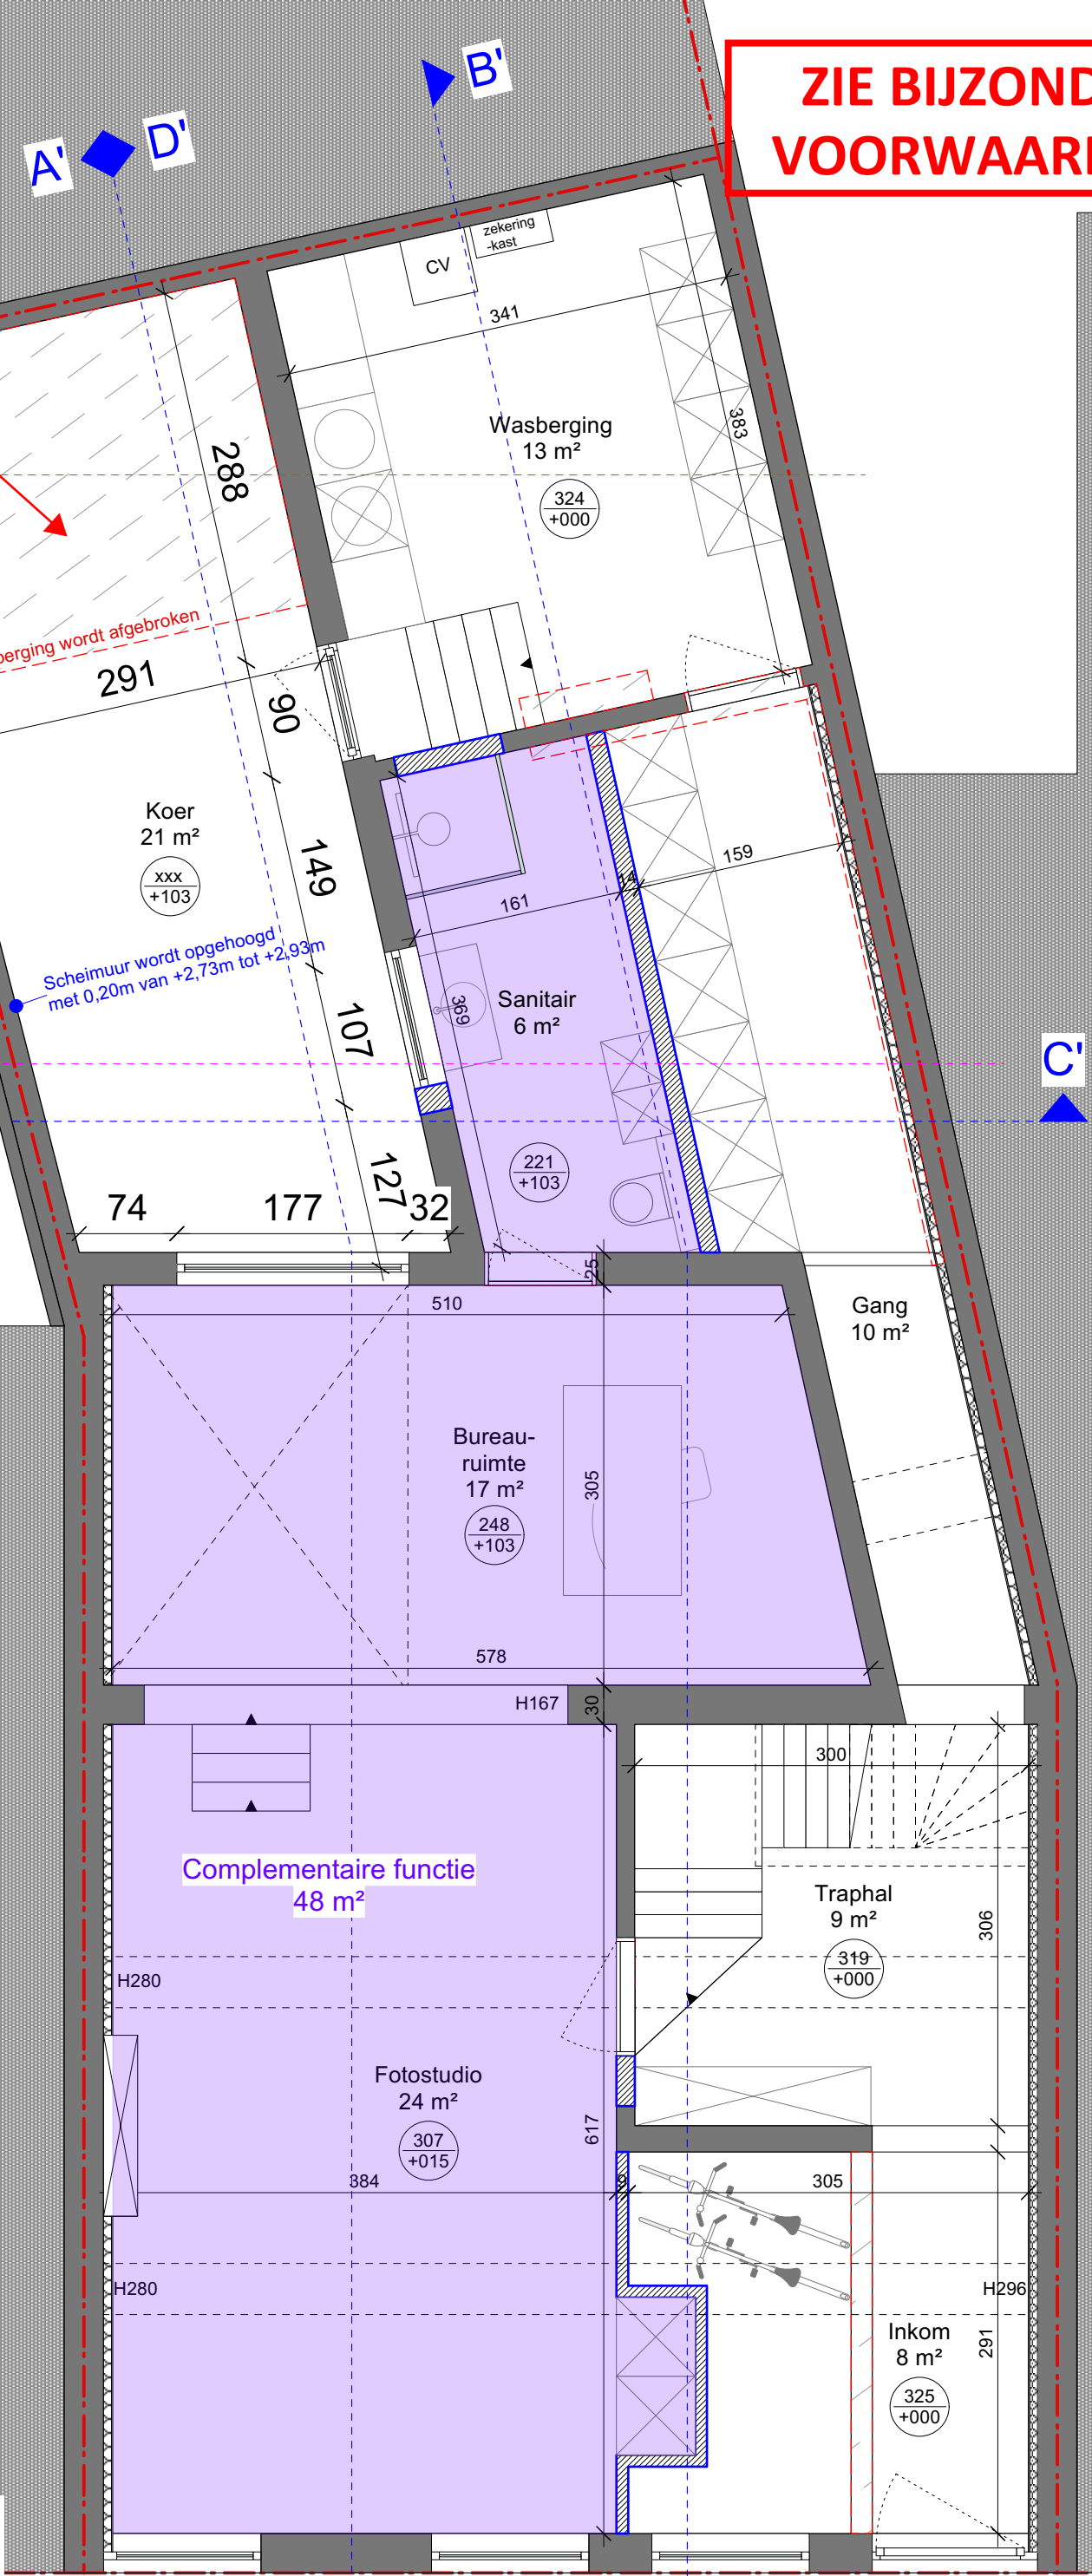 ZIE BIJZOND
VOORWAAR
B'
A'
D'
zekering
-kast
CV
341
383
288
Wasberging
13 m²
324
+000
berging wordt afgebroken
291
90
Koer
21 m²
xxx
+103
149
159
14
161
Scheimuur wordt opgehoogd
met 0,20m van +2,73m tot +2,93m
369
Sanitair
6 m²
107
C'
221
+103
127
74
177
32
25
510
Gang
10 m²
Bureau-
ruimte
17 m²
248
+103
305
578
H167
30
300
Complementaire functie
48 m²
Traphal
9 m²
319
+000
306
H280
Fotostudio
24 m²
307
+015
617
384
9
305
H280
H296
Inkom
8 m²
325
+000
291